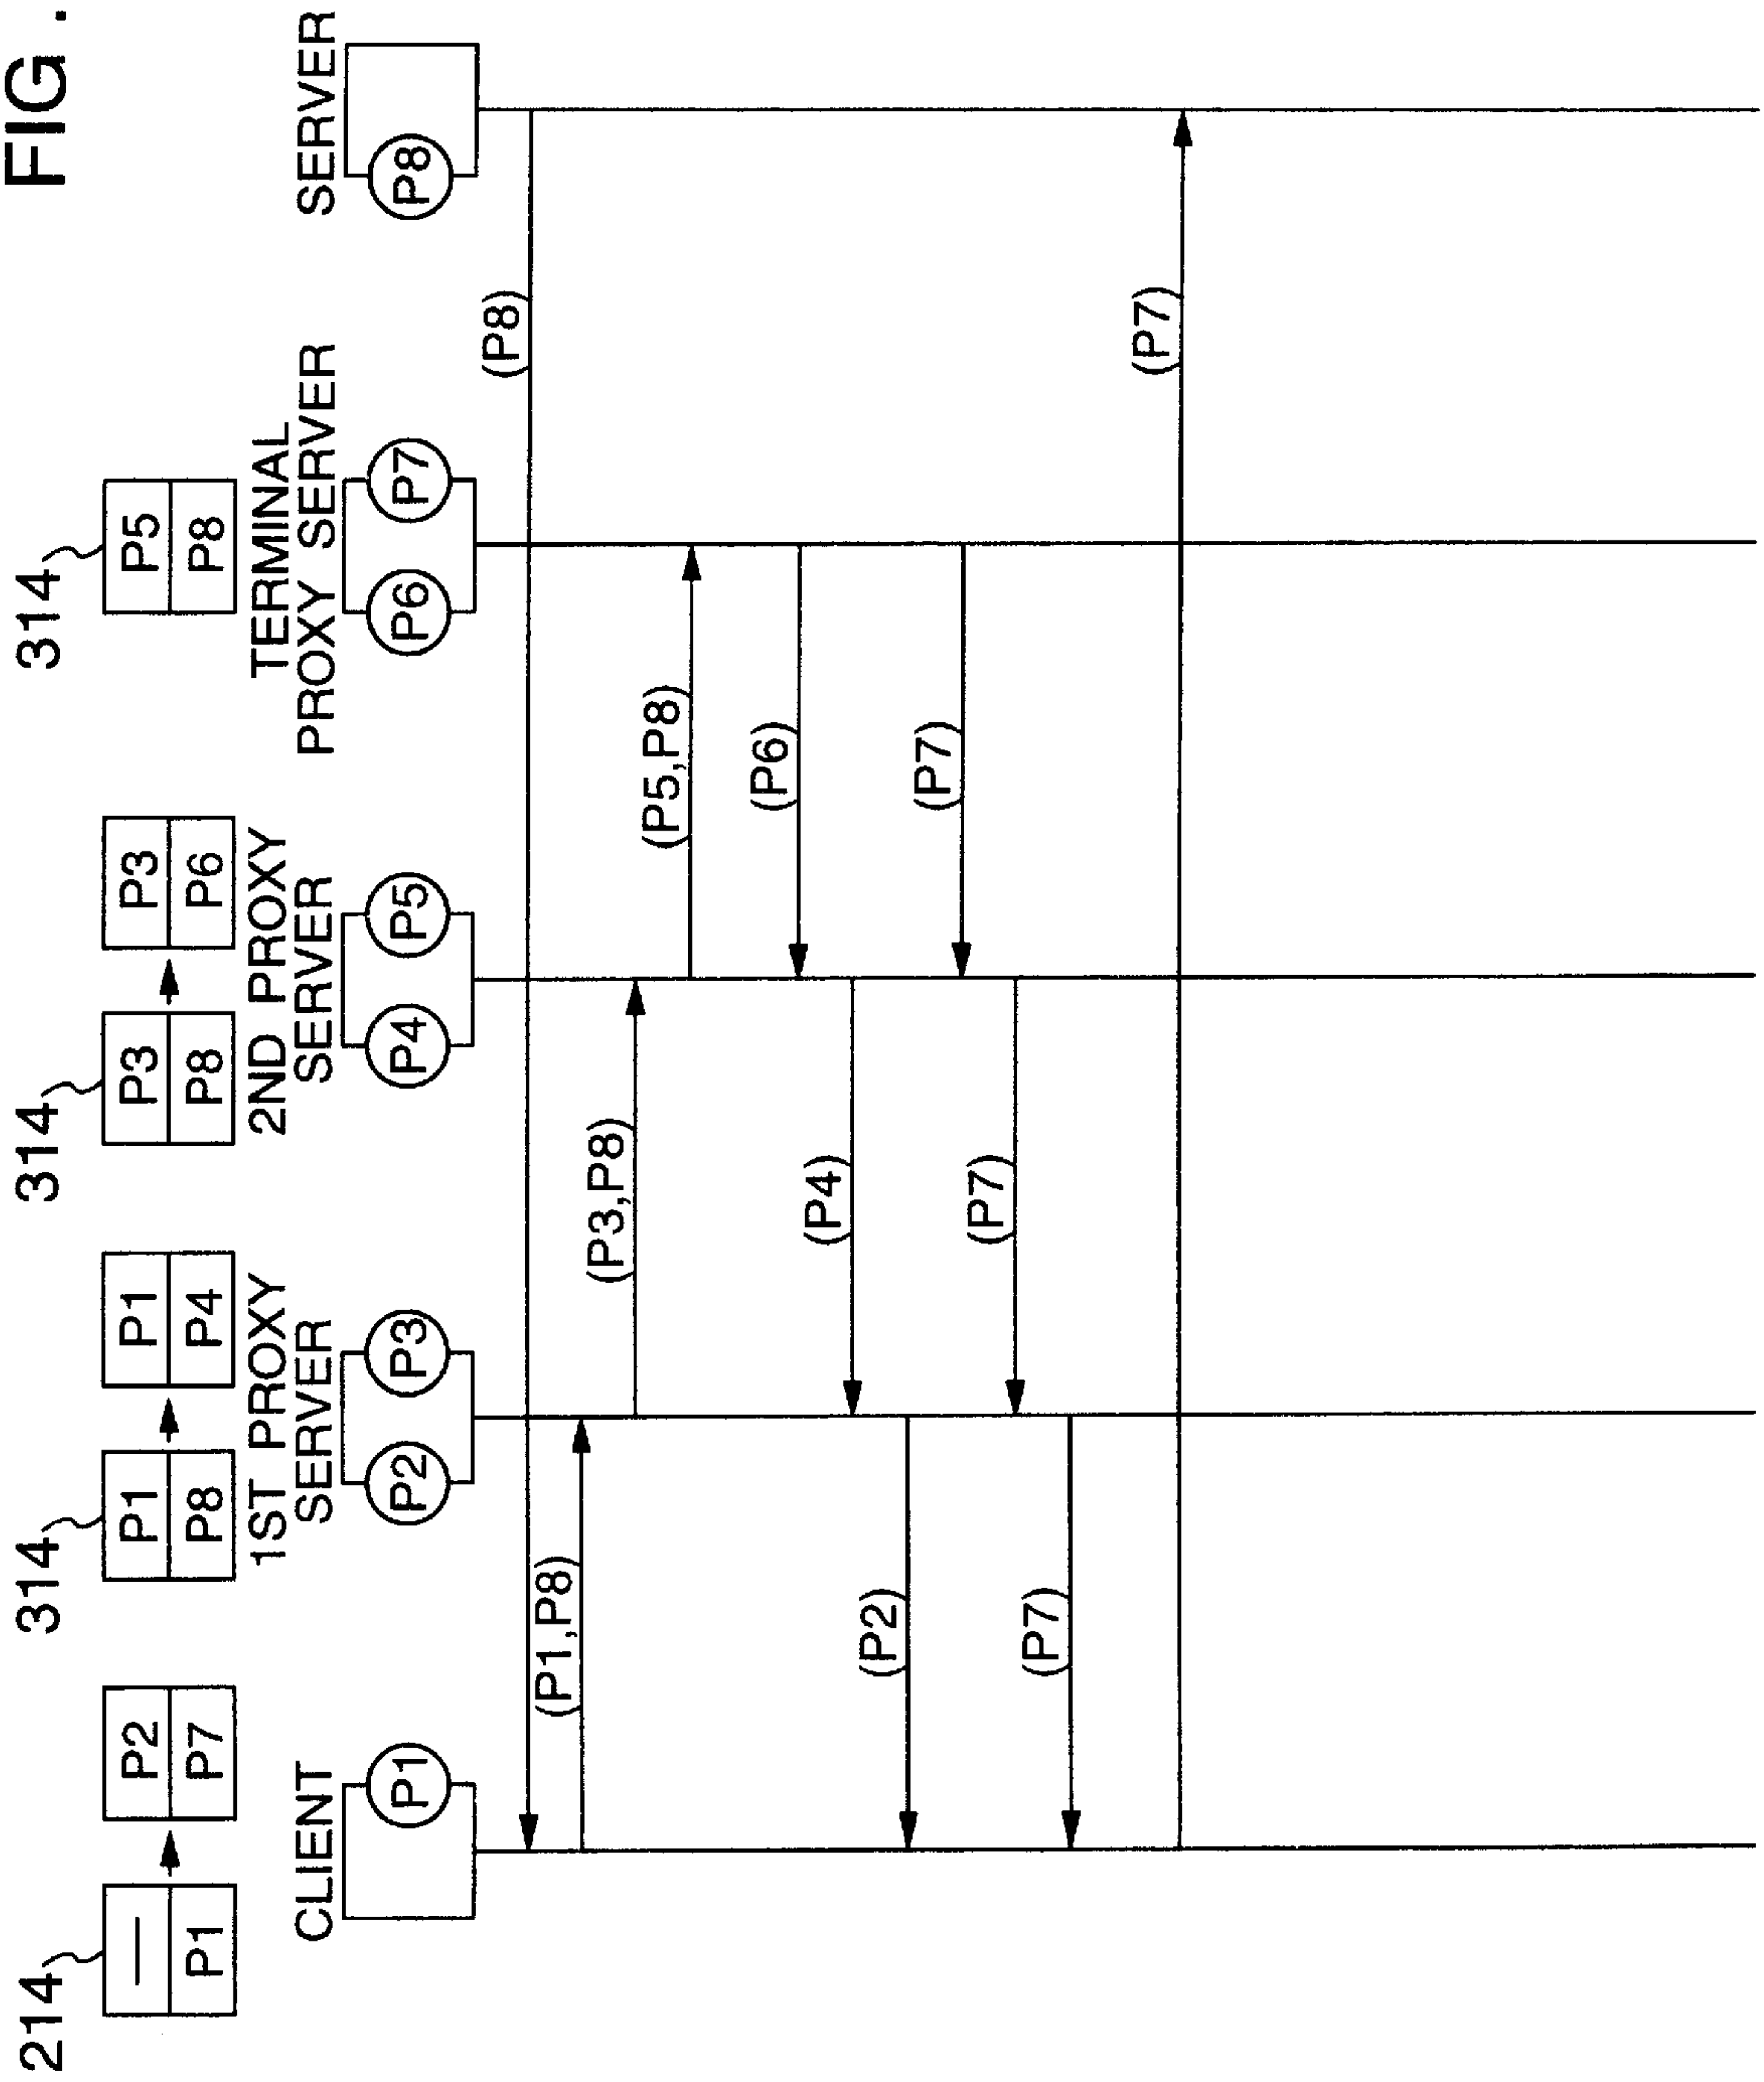 FIG.
214
314
314
314
—
P1
P2
P7
P1
P8
P1
P4
P3
P8
P3
P6
P5
P8
CLIENT
1ST PROXY
SERVER
2ND PROXY
SERVER
TERMINAL
PROXY SERVER
SERVER
P1
P2
P3
P4
P5
P6
P7
P8
(P8)
(P1,P8)
(P3,P8)
(P5,P8)
(P6)
(P4)
(P2)
(P7)
(P7)
(P7)
(P7)